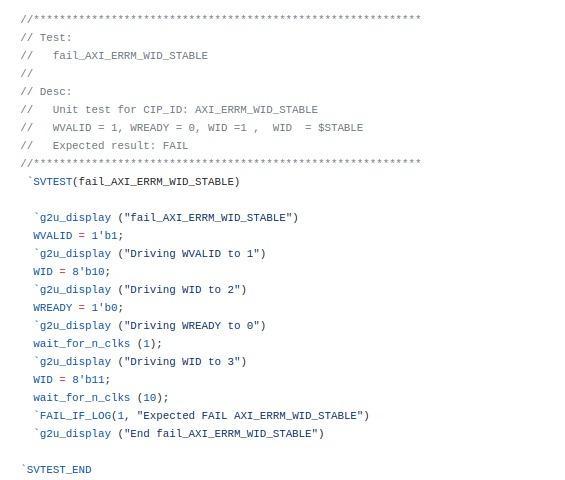 //************************************************************
// Test:
//   fail_AXI_ERRM_WID_STABLE
//
// Desc:
//   Unit test for CIP_ID: AXI_ERRM_WID_STABLE
//   WVALID = 1, WREADY = 0, WID =1 ,  WID  = $STABLE
//   Expected result: FAIL
//************************************************************
`SVTEST(fail_AXI_ERRM_WID_STABLE)
`g2u_display ("fail_AXI_ERRM_WID_STABLE")
WVALID = 1'b1;
`g2u_display ("Driving WVALID to 1")
WID = 8'b10;
`g2u_display ("Driving WID to 2")
WREADY = 1'b0;
`g2u_display ("Driving WREADY to 0")
wait_for_n_clks (1);
`g2u_display ("Driving WID to 3")
WID = 8'b11;
wait_for_n_clks (10);
`FAIL_IF_LOG(1, "Expected FAIL AXI_ERRM_WID_STABLE")
`g2u_display ("End fail_AXI_ERRM_WID_STABLE")
`SVTEST_END